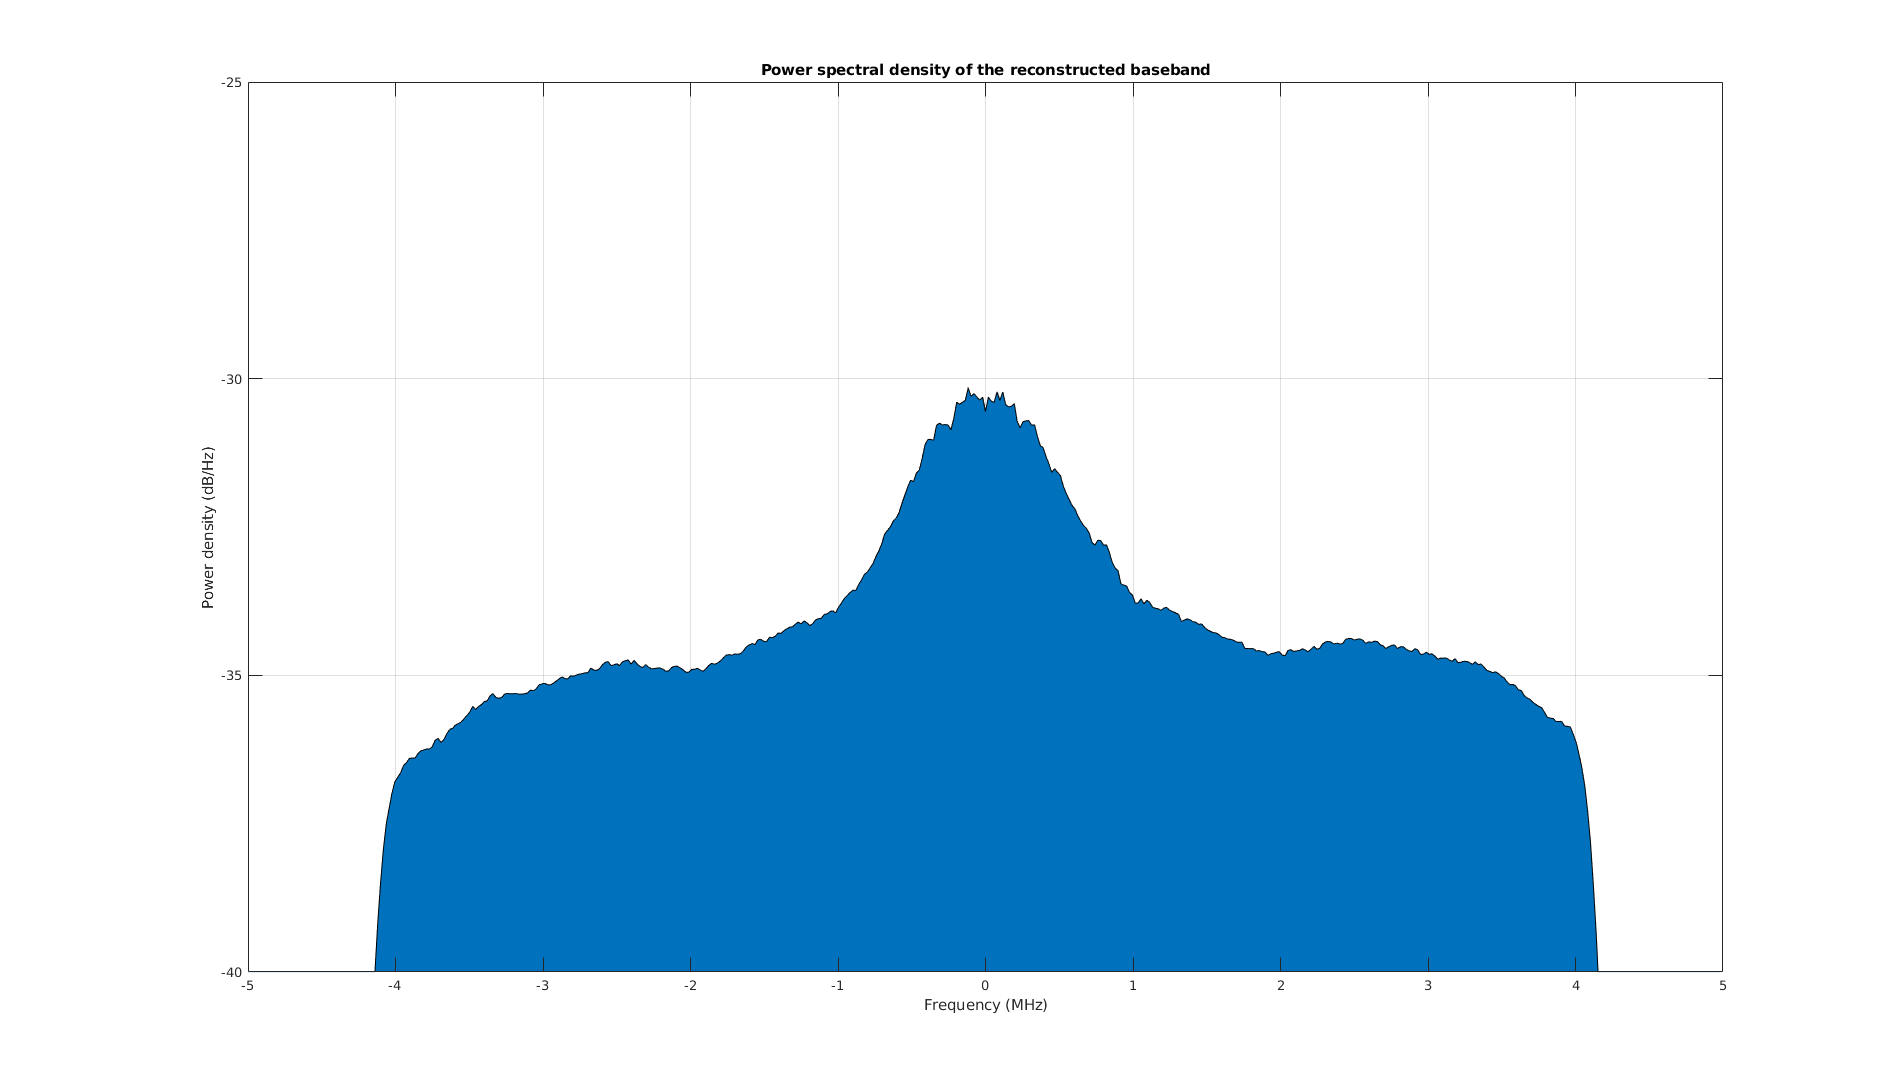 Power spectral density of the reconstructed baseband
-25
-30
-35
-40
Power density (dB/Hz)
-5 -4 -3 -2 -1 0 1 2 3 4 5
Frequency (MHz)